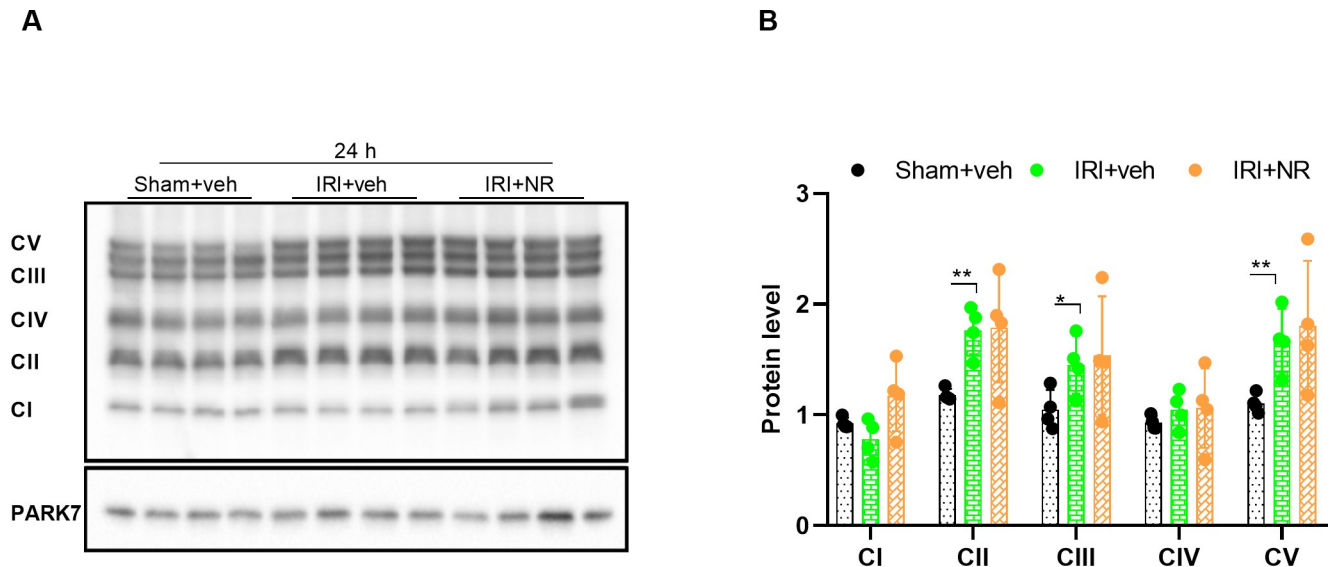 A
24 h
Sham+veh IRI+veh IRI+NR
CV
CIII
CIV
CII
CI
PARK7
B
Sham+veh IRI+veh IRI+NR
Protein level
3
2
1
0
** * **
CI CII CIII CIV CV